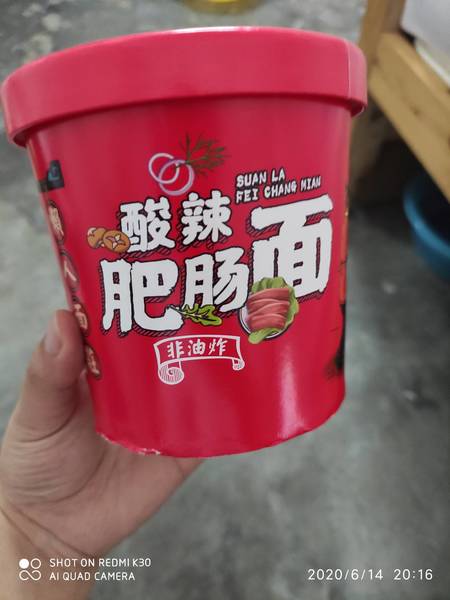 SUAN LA
FEI CHANG MIAN
酸辣
肥肠面
非油炸
SHOT ON REDMI K30
AI QUAD CAMERA
2020/6/14 20:16